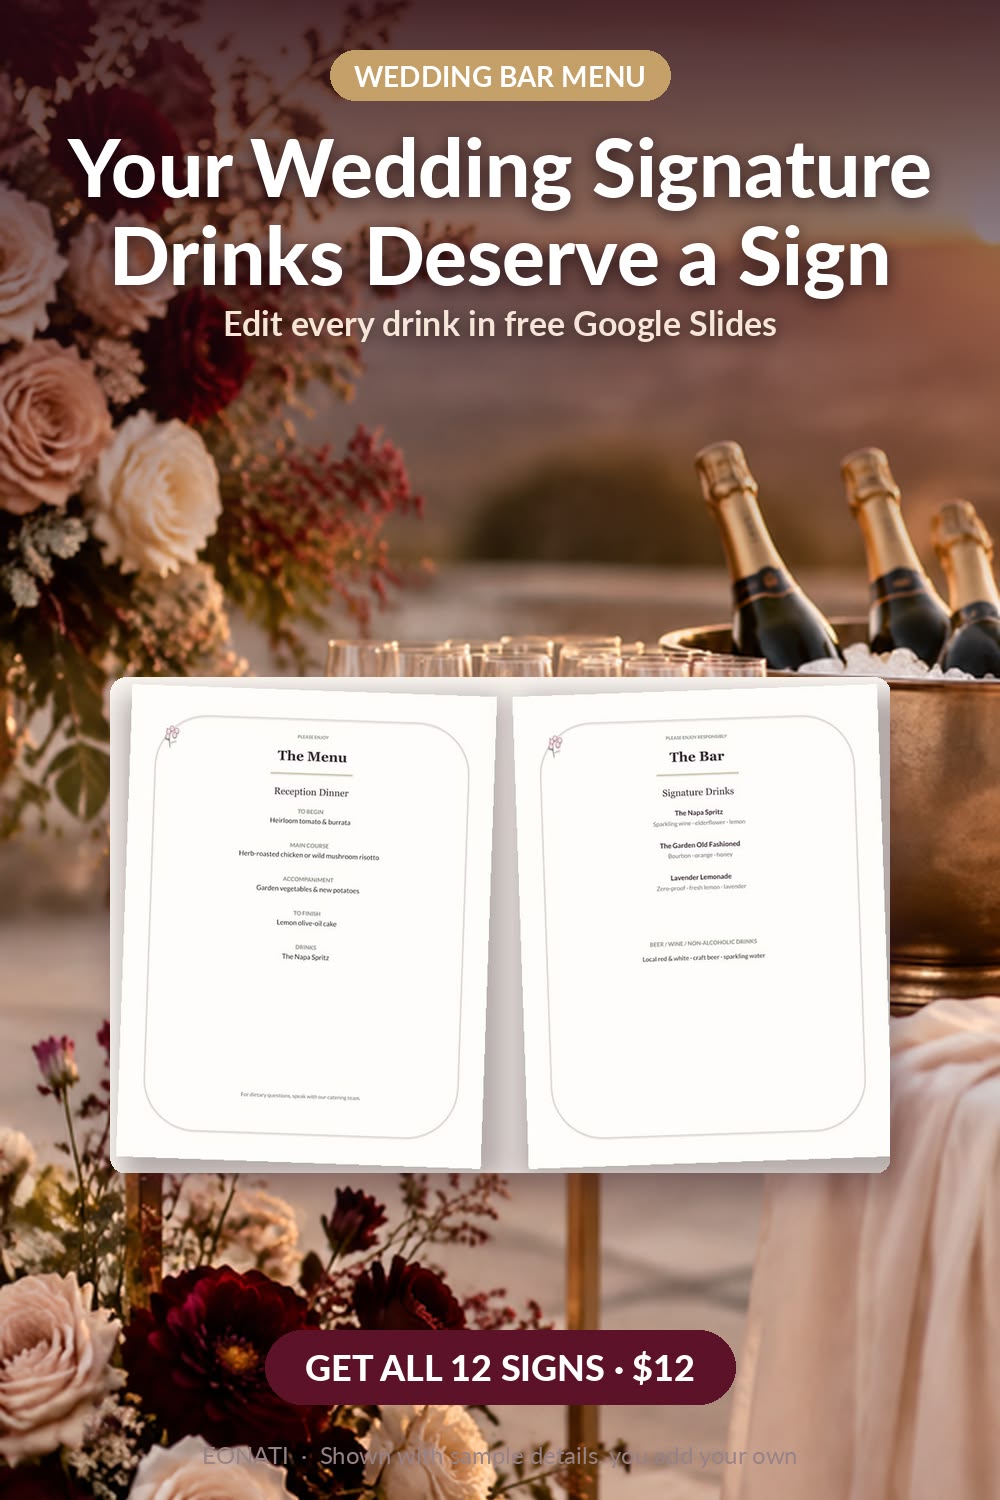 WEDDING BAR MENU
Your Wedding Signature
Drinks Deserve a Sign
Edit every drink in free Google Slides
PLEASE ENJOY
The Menu
Reception Dinner
TO BEGIN
Heirloom tomato & burrata
MAIN COURSE
Herb-roasted chicken or wild mushroom risotto
ACCOMPANIMENT
Garden vegetables & new potatoes
TO FINISH
Lemon olive-oil cake
DRINKS
The Napa Spritz
For dietary questions, speak with our catering team.
PLEASE ENJOY RESPONSIBLY
The Bar
Signature Drinks
The Napa Spritz
Sparkling wine · elderflower · lemon
The Garden Old Fashioned
Bourbon · orange · honey
Lavender Lemonade
Zero-proof · fresh lemon · lavender
BEER / WINE / NON-ALCOHOLIC DRINKS
Local red & white · craft beer · sparkling water
GET ALL 12 SIGNS · $12
EONATI · Shown with sample details you add your own